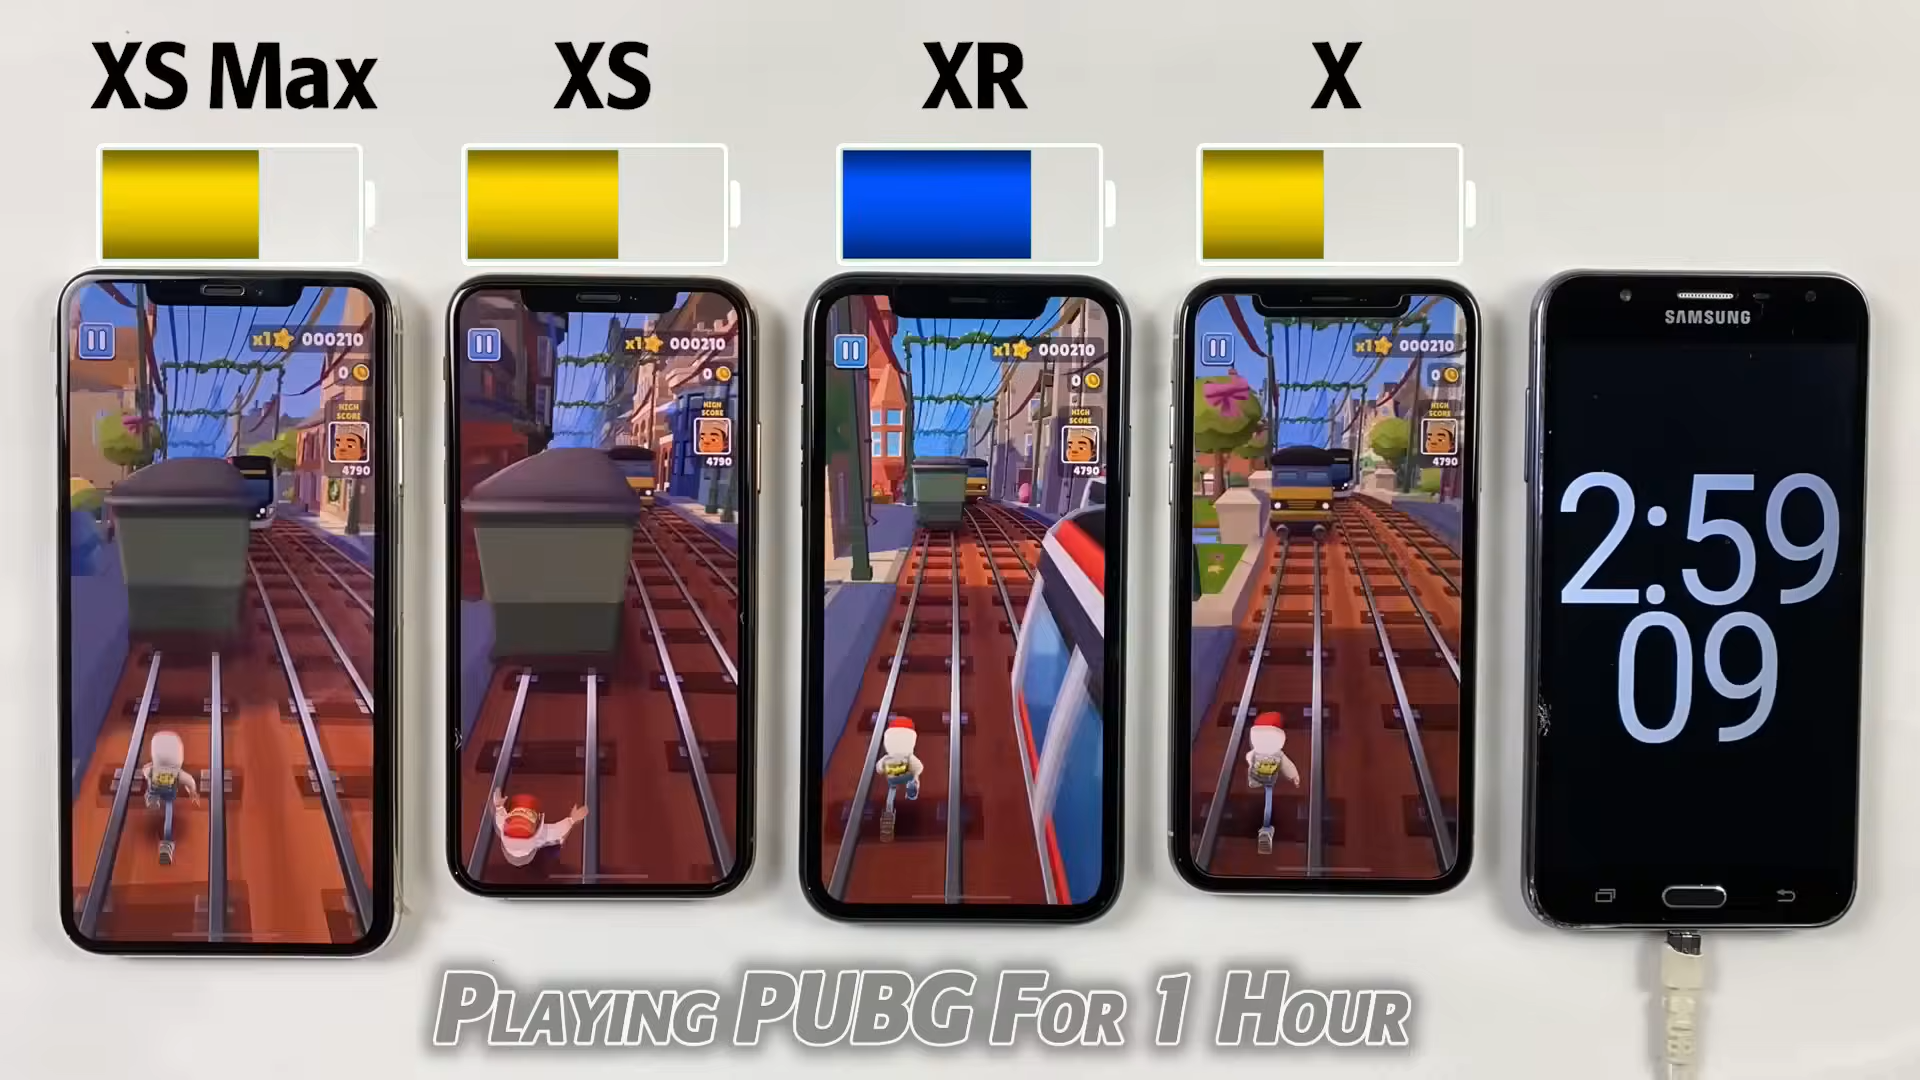 XS Max
XS
XR
X
x1 000210
0
HIGH
SCORE
4790
x1 000210
0
HIGH
SCORE
4790
x1 000210
0
HIGH
SCORE
4790
x1 000210
0
HIGH
SCORE
4790
SAMSUNG
2:59
09
PLAYING PUBG FOR 1 HOUR